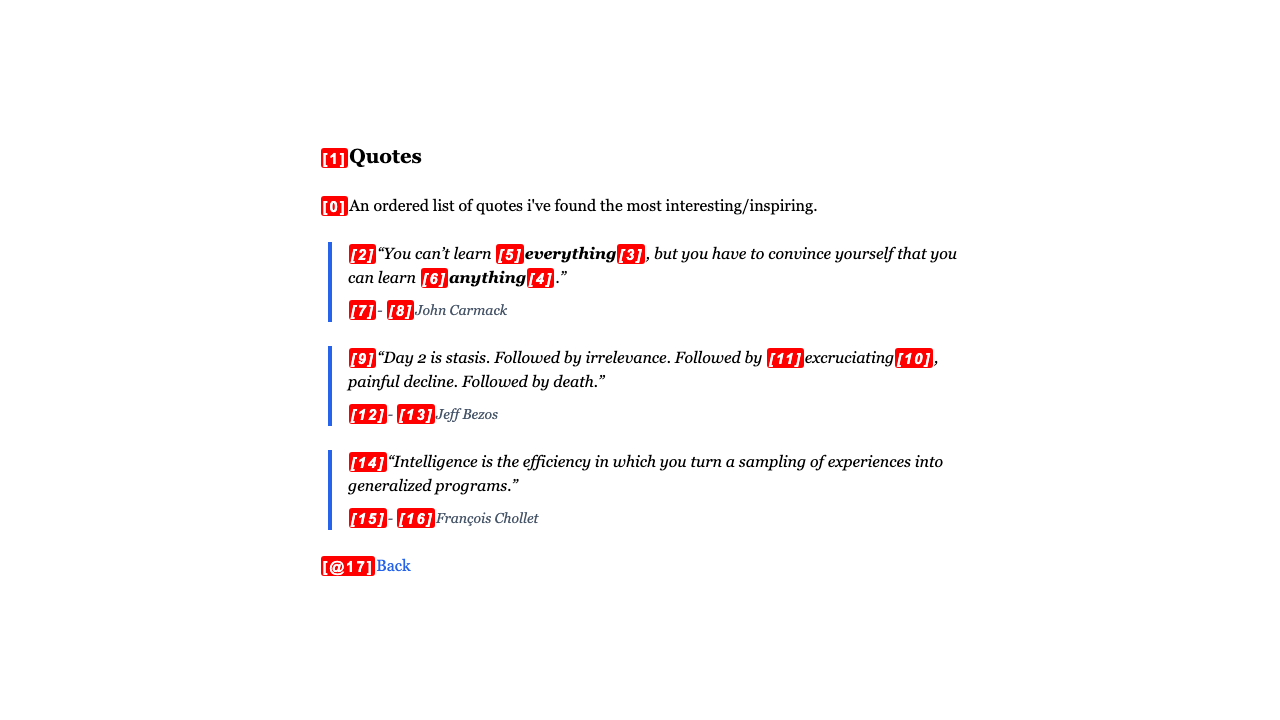 [1]Quotes
[0]An ordered list of quotes i've found the most interesting/inspiring.
[2]“You can’t learn [5]everything[3], but you have to convince yourself that you
can learn [6]anything[4].”
[7]- [8]John Carmack
[9]“Day 2 is stasis. Followed by irrelevance. Followed by [11]excruciating[10],
painful decline. Followed by death.”
[12]- [13]Jeff Bezos
[14]“Intelligence is the efficiency in which you turn a sampling of experiences into
generalized programs.”
[15]- [16]François Chollet
[@17]Back